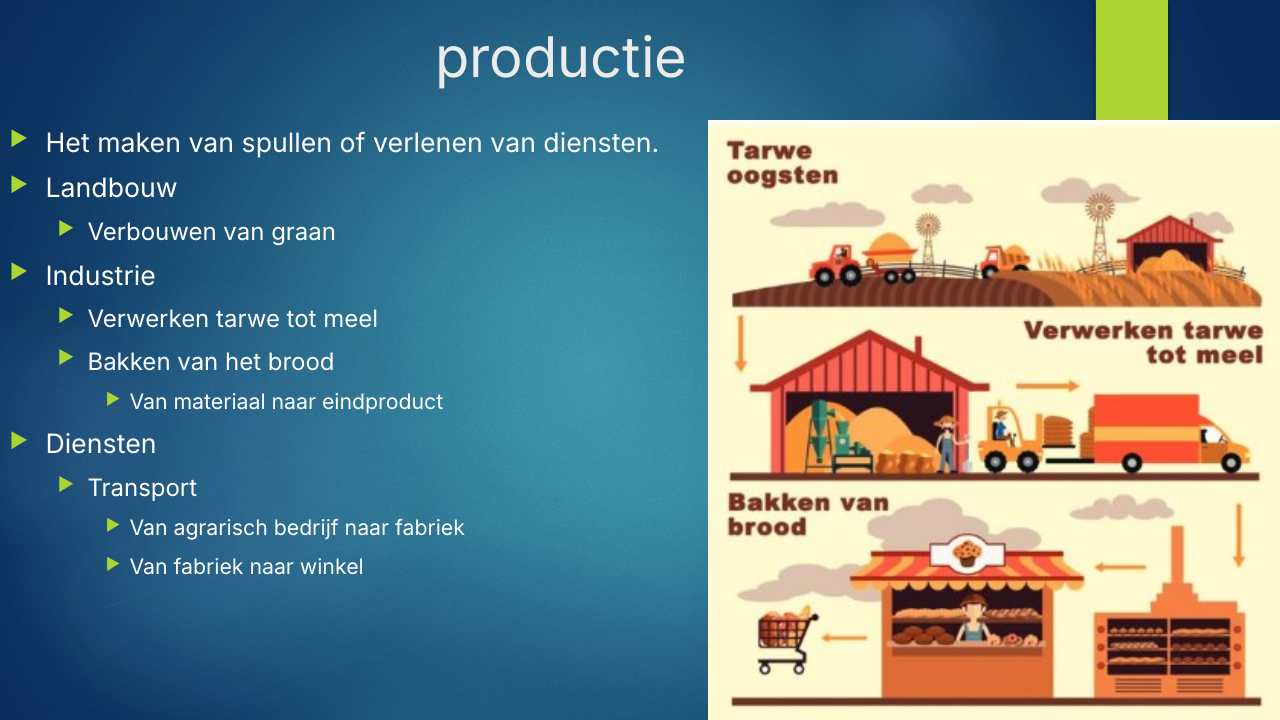 productie
Het maken van spullen of verlenen van diensten.
Landbouw
Verbouwen van graan
Industrie
Verwerken tarwe tot meel
Bakken van het brood
Van materiaal naar eindproduct
Diensten
Transport
Van agrarisch bedrijf naar fabriek
Van fabriek naar winkel
Tarwe
oogsten
Verwerken tarwe
tot meel
Bakken van
brood